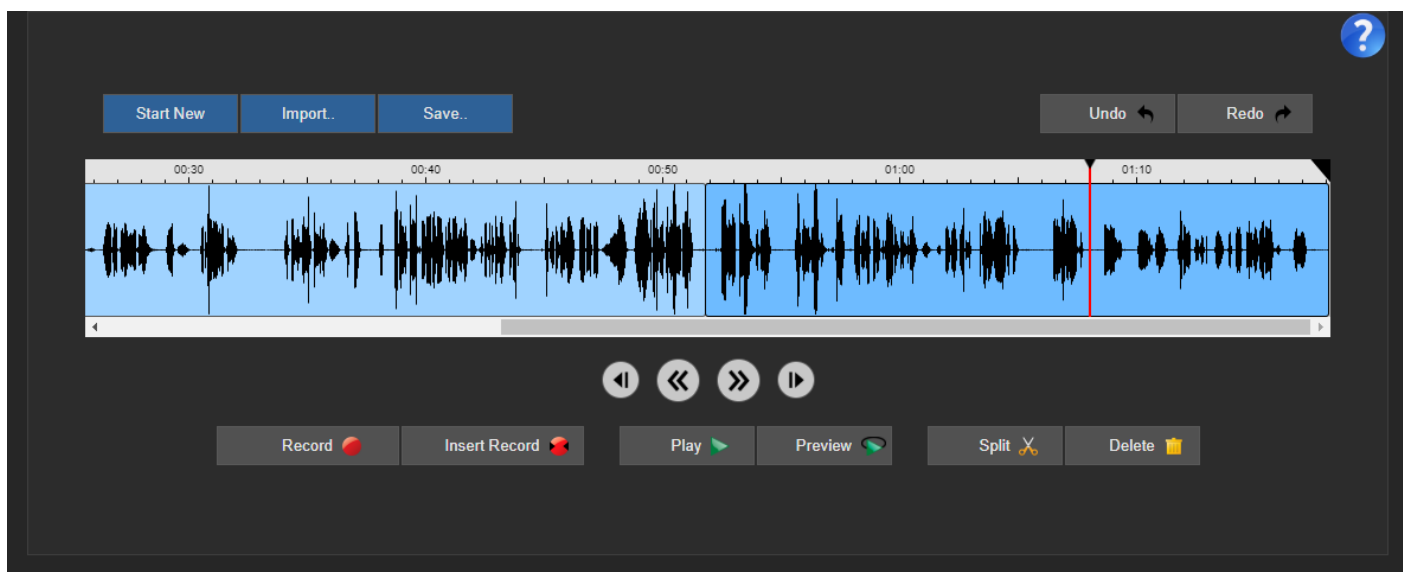 ?
Start New Import.. Save.. Undo Redo
00:30 00:40 00:50 01:00 01:10
Record Insert Record Play Preview Split Delete